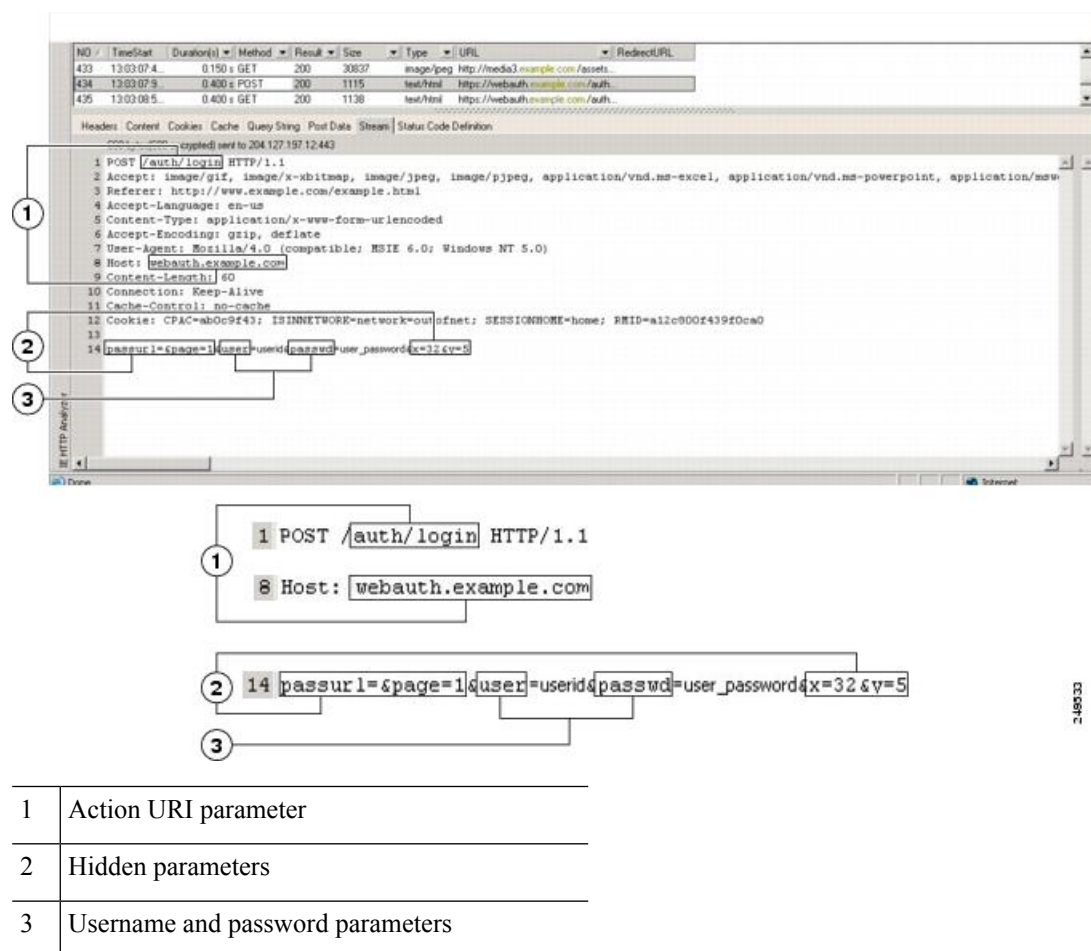 NO / TimeStart Duration(s) Method Result Size Type URL RedirectURL
433 13:03:07:4... 0.150 s GET 200 30837 image/jpeg http://media3.example.com/assets...
434 13:03:07:9... 0.400 s POST 200 1115 text/html https://webauth.example.com/auth...
435 13:03:08:5... 0.400 s GET 200 1138 text/html https://webauth.example.com/auth...
Headers Content Cookies Cache Query String Post Data Stream Status Code Definition
crypted) sent to 204.127.197.12:443
1 POST /auth/login HTTP/1.1
2 Accept: image/gif, image/x-xbitmap, image/jpeg, image/pjpeg, application/vnd.ms-excel, application/vnd.ms-powerpoint, application/msw
3 Referer: http://www.example.com/example.html
4 Accept-Language: en-us
5 Content-Type: application/x-www-form-urlencoded
6 Accept-Encoding: gzip, deflate
7 User-Agent: Mozilla/4.0 (compatible; MSIE 6.0; Windows NT 5.0)
8 Host: webauth.example.com
9 Content-Length: 60
10 Connection: Keep-Alive
11 Cache-Control: no-cache
12 Cookie: CPAC=ab0c9f43; ISINNETWORK=network=outofnet; SESSIONHOME=home; RMID=a12c800f439f0ca0
13
14 passurl=&page=1&user=userid&passwd=user_password&x=32&y=5
1
2
3
IE HTTP Analyzer
Done Internet
1 POST /auth/login HTTP/1.1
1
8 Host: webauth.example.com
2 14 passurl=&page=1&user=userid&passwd=user_password&x=32&y=5
3
249533
1 Action URI parameter
2 Hidden parameters
3 Username and password parameters